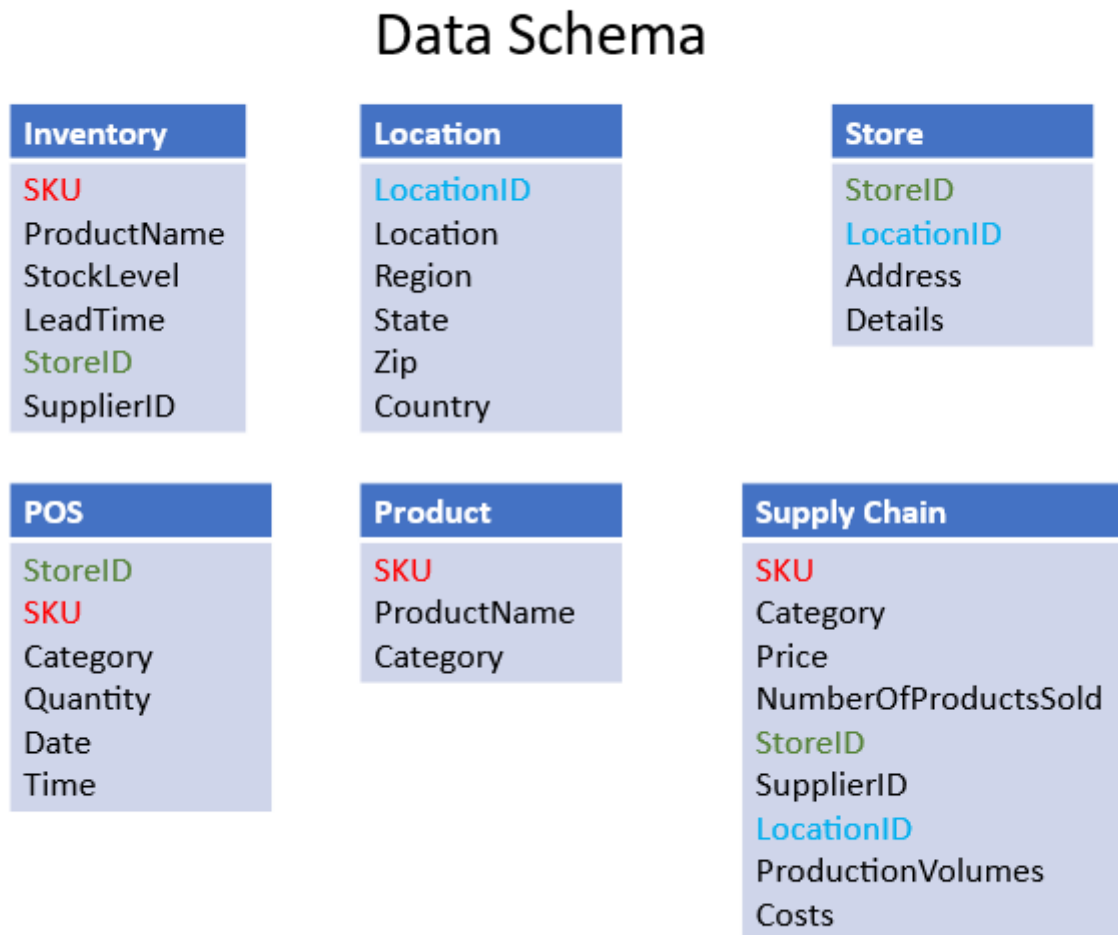 Data Schema
Inventory
SKU
ProductName
StockLevel
LeadTime
StoreID
SupplierID
Location
LocationID
Location
Region
State
Zip
Country
Store
StoreID
LocationID
Address
Details
POS
StoreID
SKU
Category
Quantity
Date
Time
Product
SKU
ProductName
Category
Supply Chain
SKU
Category
Price
NumberOfProductsSold
StoreID
SupplierID
LocationID
ProductionVolumes
Costs